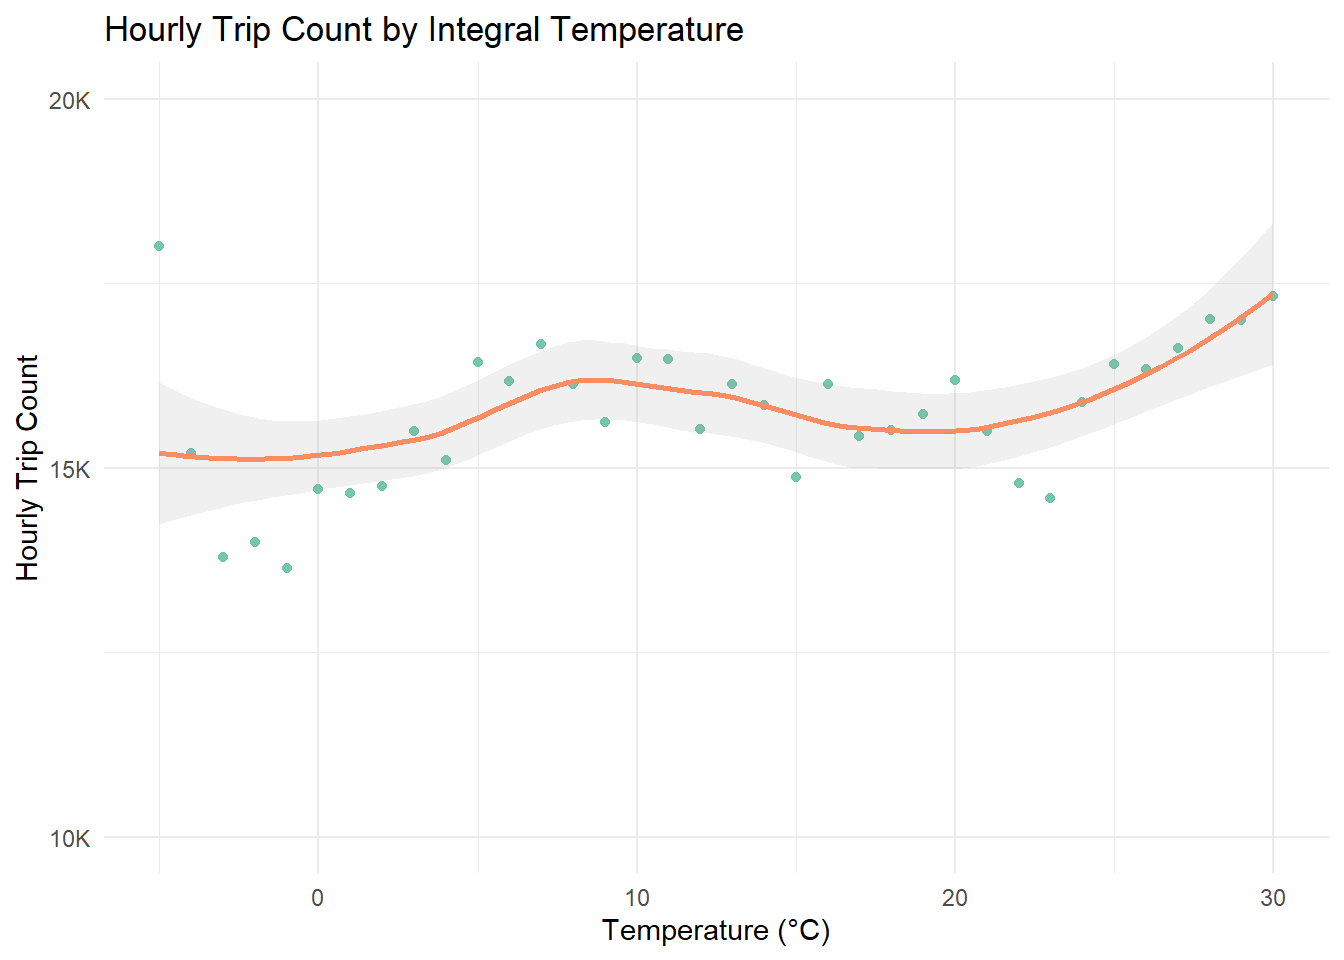 Hourly Trip Count by Integral Temperature
20K
15K
10K
Hourly Trip Count
0 10 20 30
Temperature (°C)